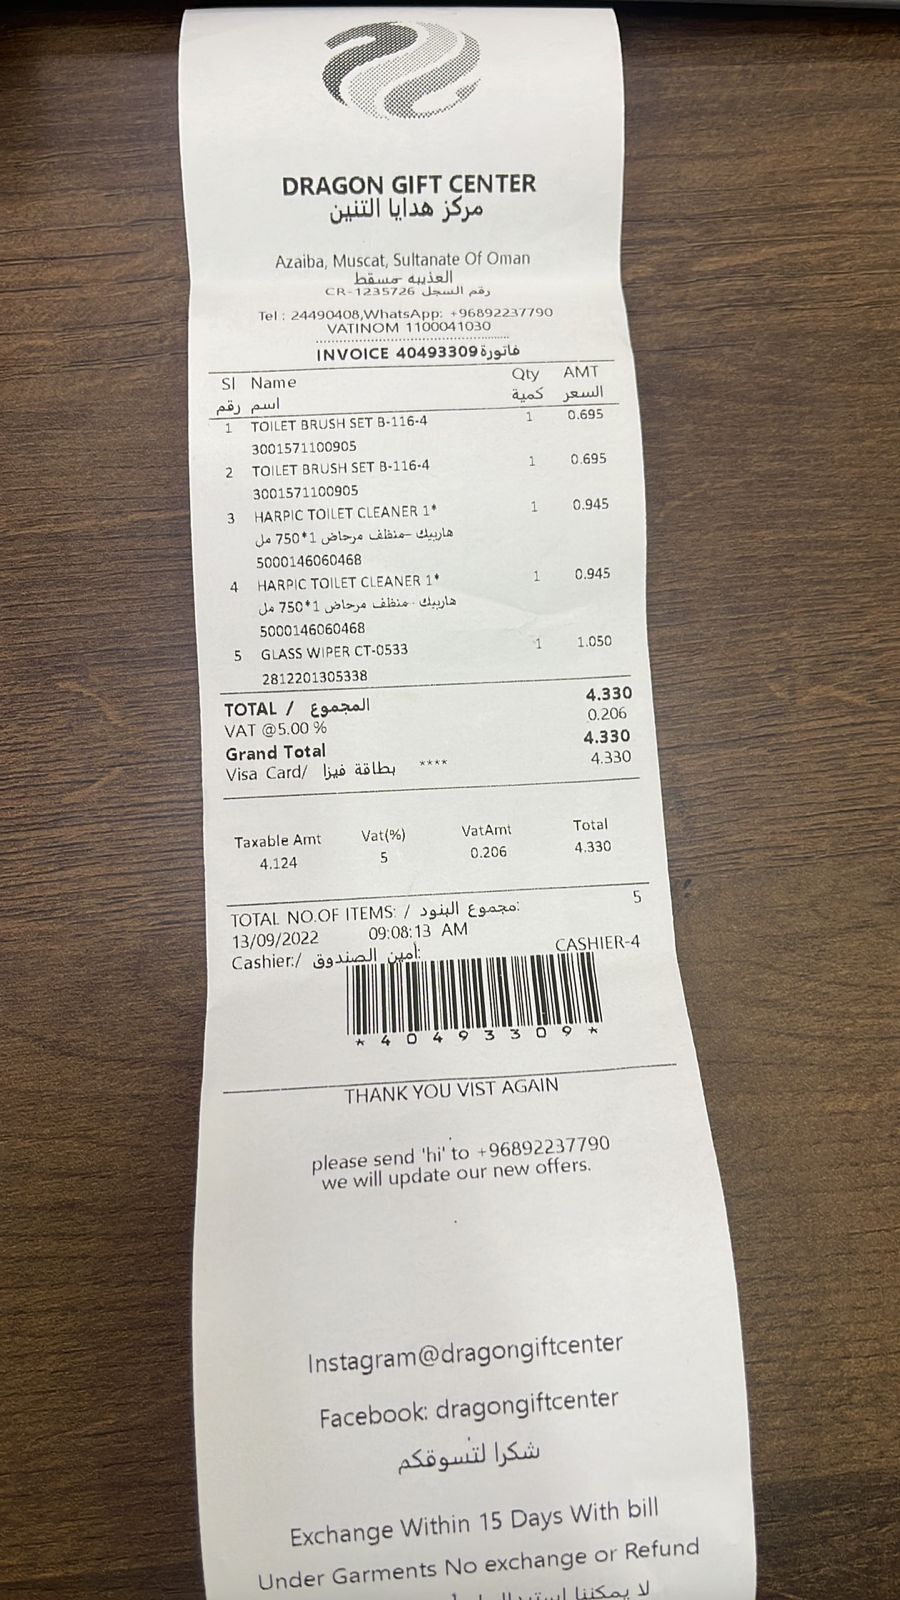 DRAGON GIFT CENTER
مركز هدايا التنين
Azaiba, Muscat, Sultanate Of Oman
العذيبه -مسقط
CR-1235726 رقم السجل
Tel : 24490408,WhatsApp: +96892237790
VATINOM 1100041030
INVOICE 40493309 فاتورة
Sl Name Qty AMT
رقم اسم كمية السعر
1 TOILET BRUSH SET B-116-4 1 0.695
3001571100905
2 TOILET BRUSH SET B-116-4 1 0.695
3001571100905
3 HARPIC TOILET CLEANER 1* 1 0.945
هاربيك -منظف مرحاض 1*750 مل
5000146060468
4 HARPIC TOILET CLEANER 1* 1 0.945
هاربيك -منظف مرحاض 1*750 مل
5000146060468
5 GLASS WIPER CT-0533 1 1.050
2812201305338
TOTAL / المجموع 4.330
VAT @5.00 % 0.206
Grand Total 4.330
Visa Card/ بطاقة فيزا **** 4.330
Taxable Amt Vat(%) VatAmt Total
4.124 5 0.206 4.330
TOTAL NO.OF ITEMS: / مجموع البنود: 5
13/09/2022 09:08:13 AM
Cashier:/ أمين الصندوق: CASHIER-4
*40493309*
THANK YOU VIST AGAIN
please send 'hi' to +96892237790
we will update our new offers.
Instagram@dragongiftcenter
Facebook: dragongiftcenter
شكرا لتسوقكم
Exchange Within 15 Days With bill
Under Garments No exchange or Refund
لا يمكننا